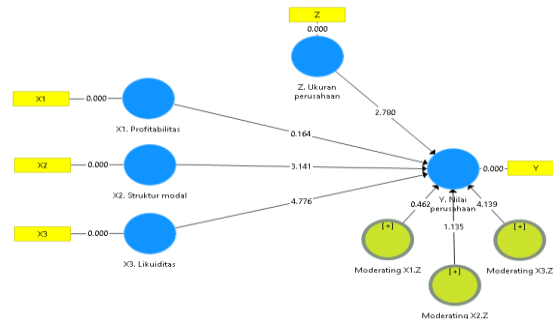 Z
0.000
Z. Ukuran
perusahaan
2.780
X1
0.000
X1. Profitabilitas
0.164
X2
0.000
X2. Struktur modal
3.141
X3
0.000
X3. Likuiditas
4.776
Y. Nilai
perusahaan
0.000
Y
0.462
1.135
4.139
[+]
Moderating X1.Z
[+]
Moderating X2.Z
[+]
Moderating X3.Z